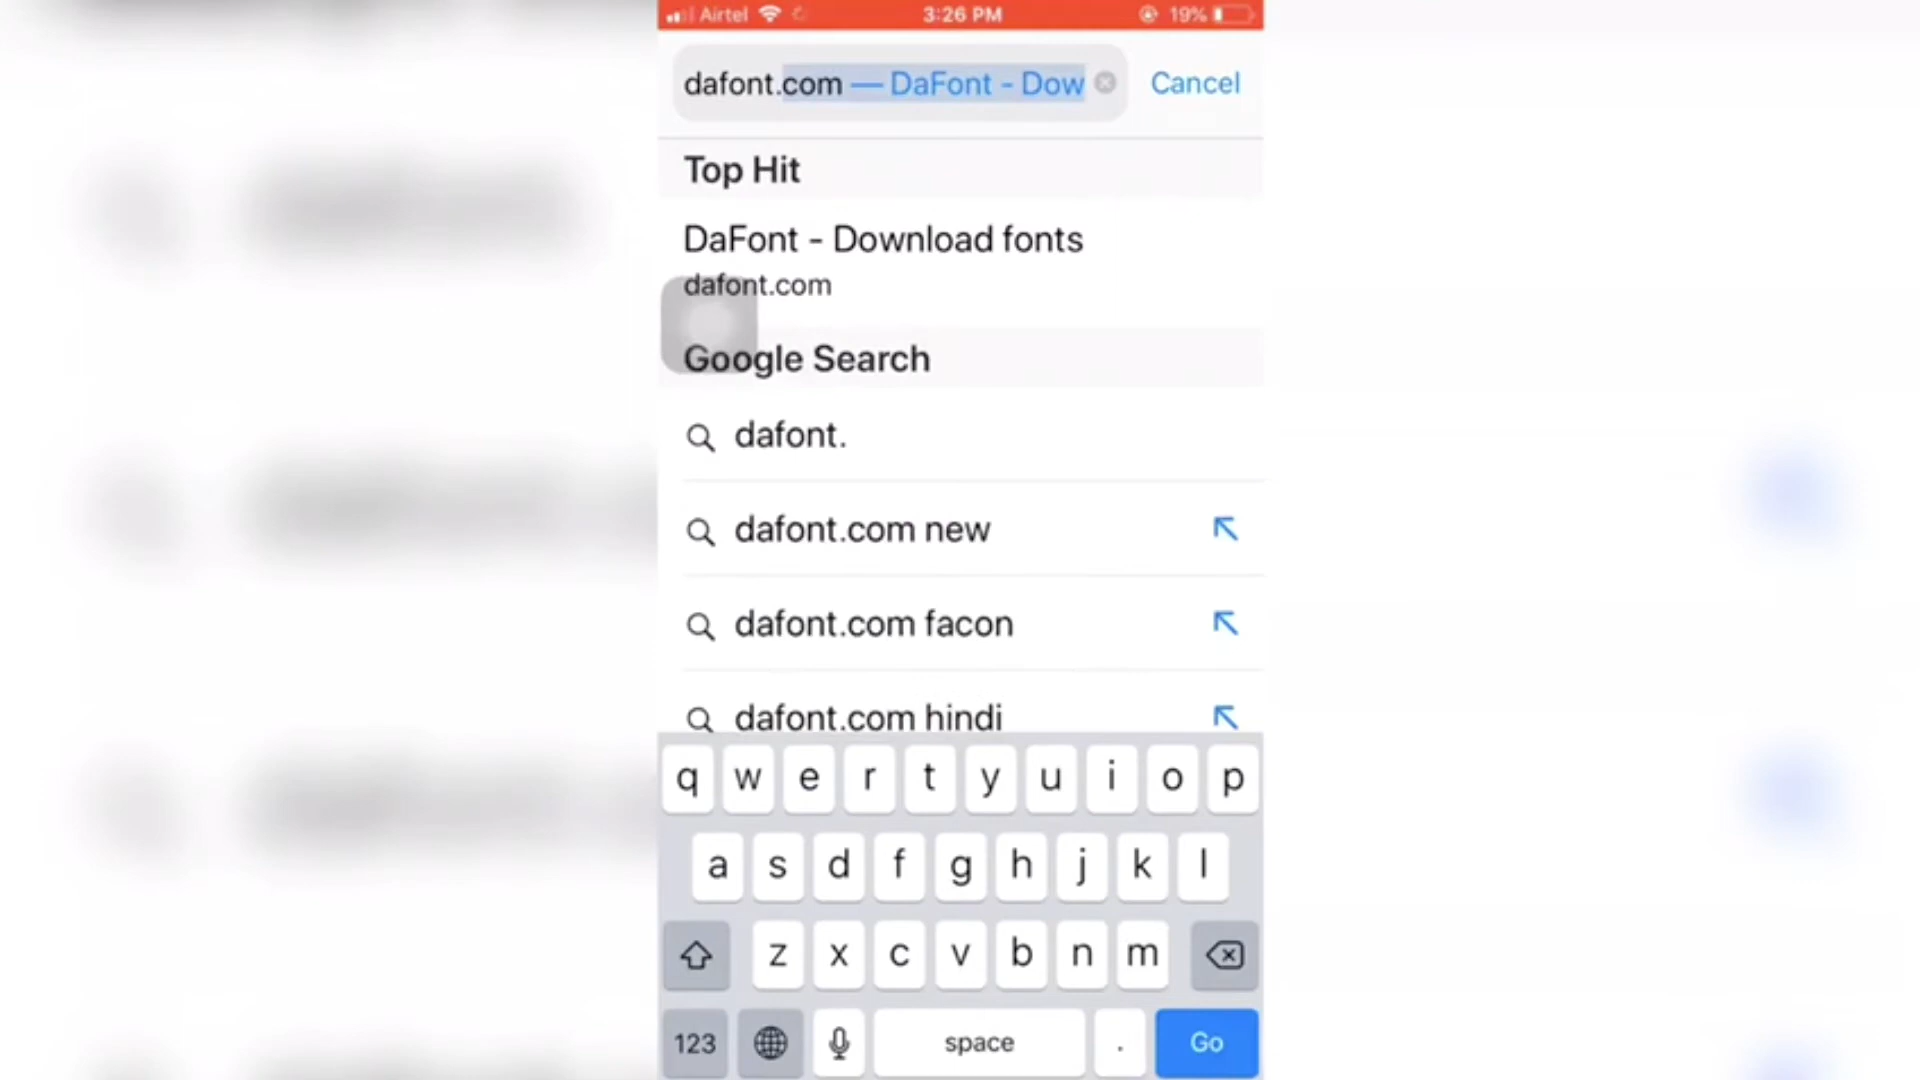 Airtel 3:26 PM 19%
dafont.com — DaFont - Dow Cancel
Top Hit
DaFont - Download fonts
dafont.com
Google Search
dafont.
dafont.com new
dafont.com facon
dafont.com hindi
q w e r t y u i o p
a s d f g h j k l
z x c v b n m
123 space . Go